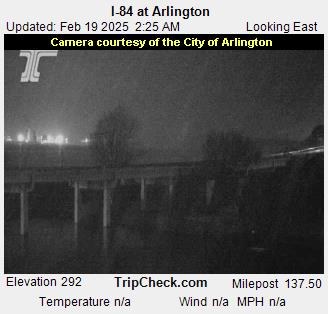 I-84 at Arlington
Updated: Feb 19 2025 2:25 AM Looking East
Camera courtesy of the City of Arlington
Elevation 292 TripCheck.com Milepost 137.50
Temperature n/a Wind n/a MPH n/a